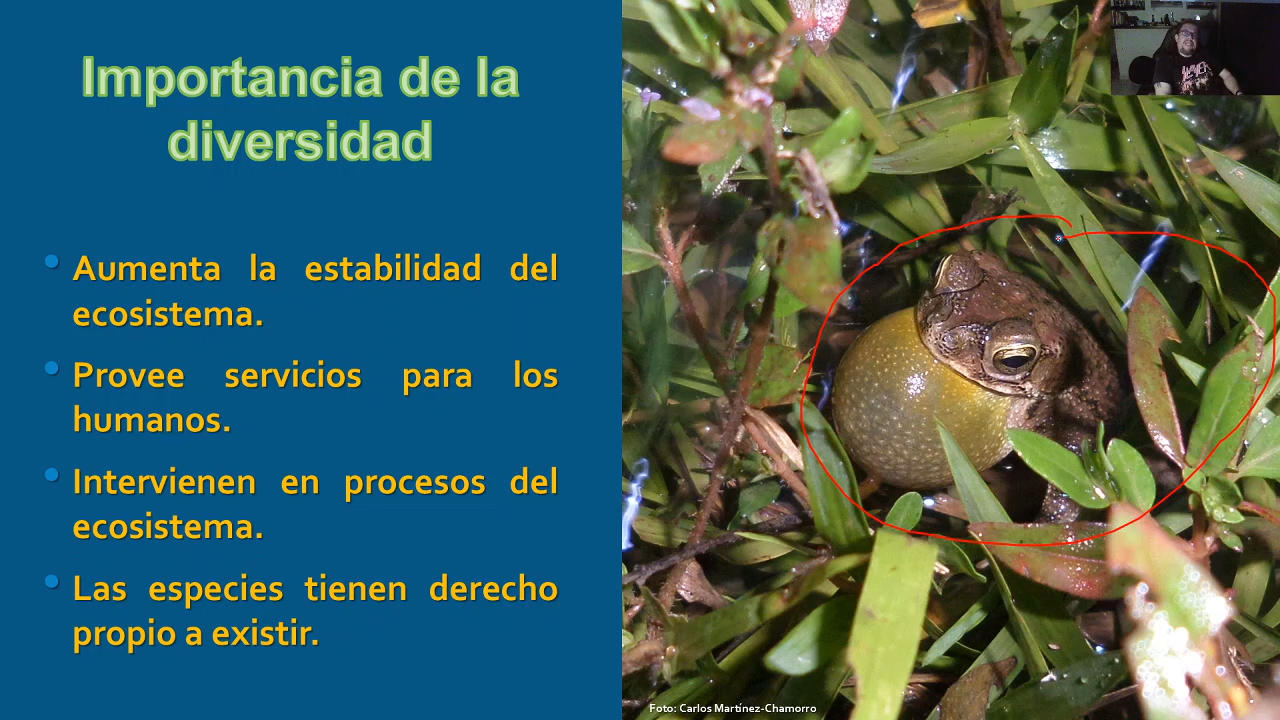 Importancia de la
diversidad
Aumenta la estabilidad del
ecosistema.
Provee servicios para los
humanos.
Intervienen en procesos del
ecosistema.
Las especies tienen derecho
propio a existir.
SLAYER
Foto: Carlos Martínez-Chamorro